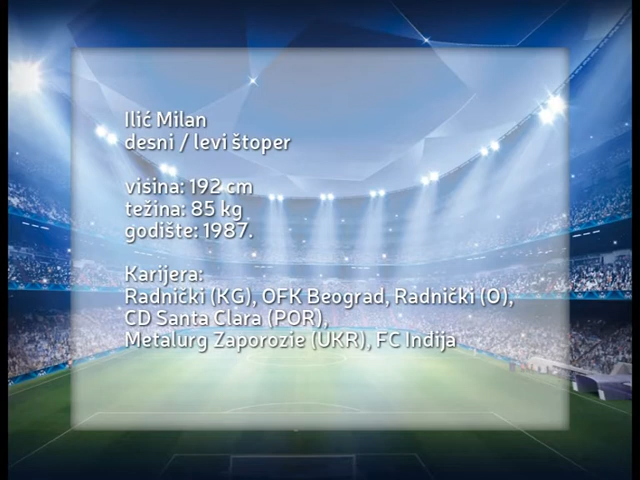 Ilić Milan
desni / levi štoper
visina: 192 cm
težina: 85 kg
godište: 1987.
Karijera:
Radnički (KG), OFK Beograd, Radnički (O),
CD Santa Clara (POR),
Metalurg Zaporozie (UKR), FC Indija